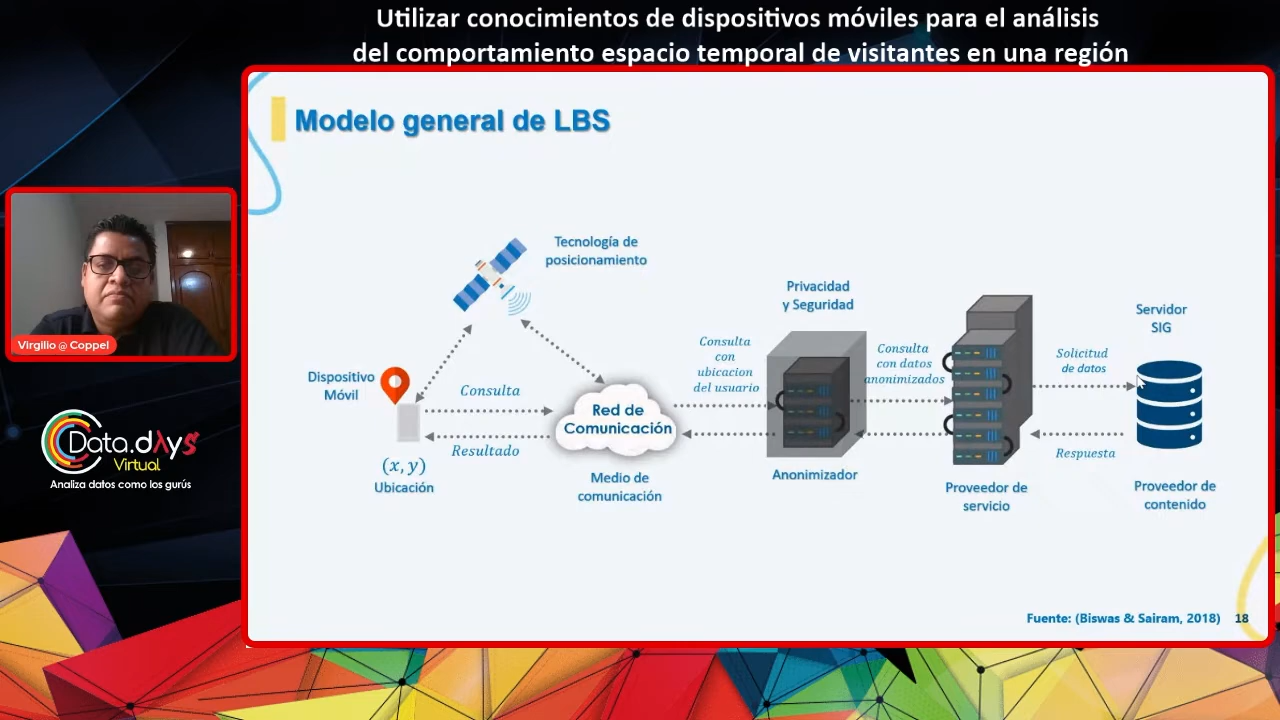 Utilizar conocimientos de dispositivos móviles para el análisis
del comportamiento espacio temporal de visitantes en una región
Modelo general de LBS
Tecnología de
posicionamiento
Dispositivo
Móvil
(x, y)
Ubicación
Consulta
Resultado
Red de
Comunicación
Medio de
comunicación
Consulta
con
ubicacion
del usuario
Privacidad
y Seguridad
Anonimizador
Consulta
con datos
anonimizados
Proveedor de
servicio
Solicitud
de datos
Respuesta
Servidor
SIG
Proveedor de
contenido
Fuente: (Biswas & Sairam, 2018) 18
Virgilio @ Coppel
Data.dAys
Virtual
Analiza datos como los gurús